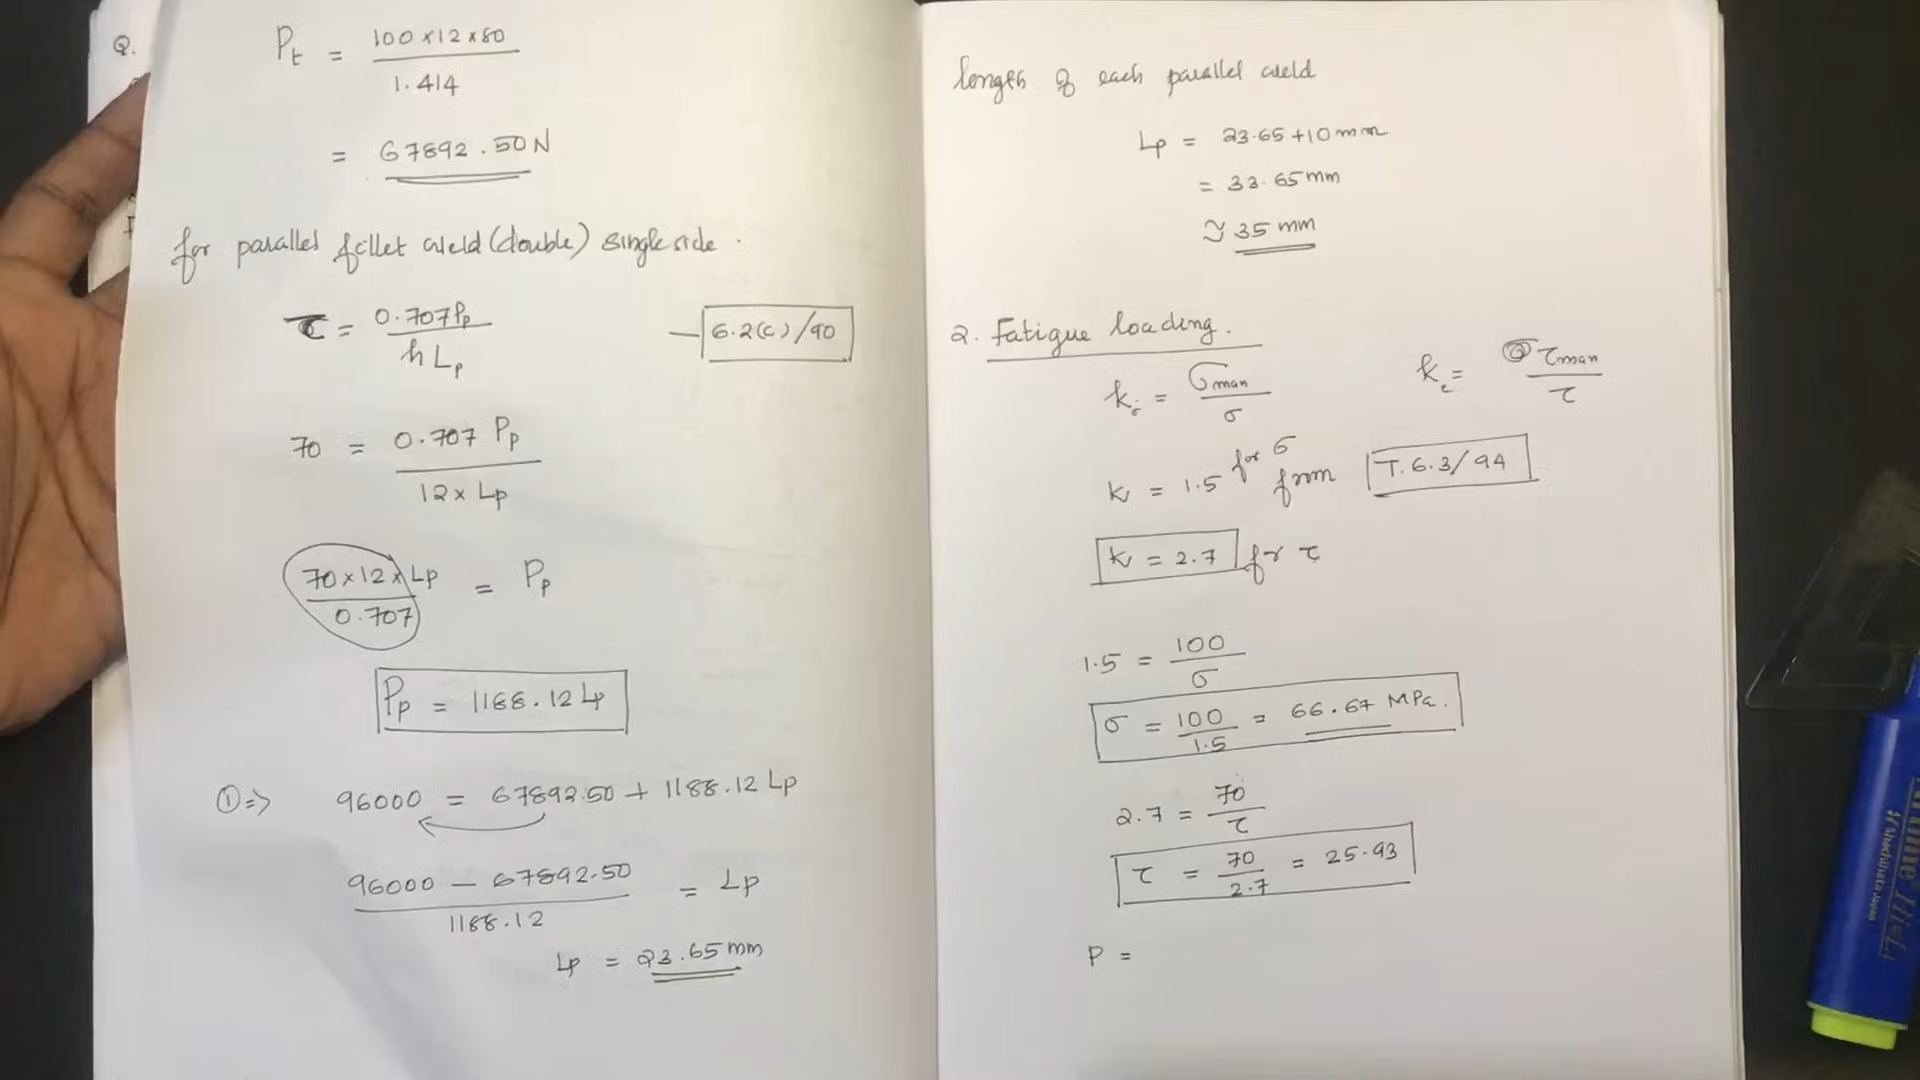 Q.
Pt = 100 × 12 × 80 / 1.414
= 67892.50 N
for parallel fillet weld (double) single side.
τ = 0.707 Pp / h Lp — 6.2(c)/90
70 = 0.707 Pp / 12 × Lp
70 × 12 × Lp / 0.707 = Pp
Pp = 1188.12 Lp
① ⇒ 96000 = 67892.50 + 1188.12 Lp
96000 − 67892.50 / 1188.12 = Lp
Lp = 23.65 mm
length of each parallel weld
Lp = 23.65 + 10 mm
= 33.65 mm
≅ 35 mm
2. Fatigue loading.
kσ = σmax / σ kτ = τmax / τ
k = 1.5 for σ from T. 6.3/94
k = 2.7 for τ
1.5 = 100 / σ
σ = 100 / 1.5 = 66.67 MPa.
2.7 = 70 / τ
τ = 70 / 2.7 = 25.93
P =